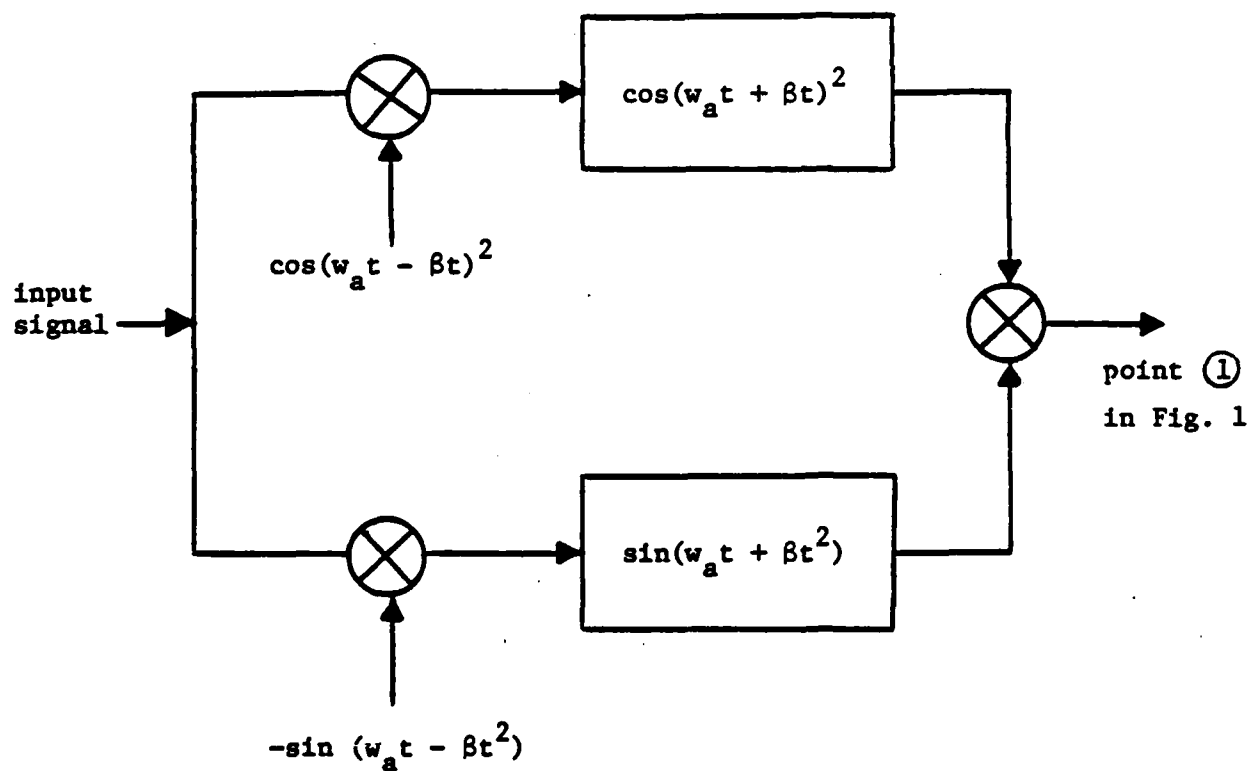 cos(w_a t + βt)^2
cos(w_a t - βt)^2
input
signal
point ①
in Fig. 1
sin(w_a t + βt^2)
-sin (w_a t - βt^2)